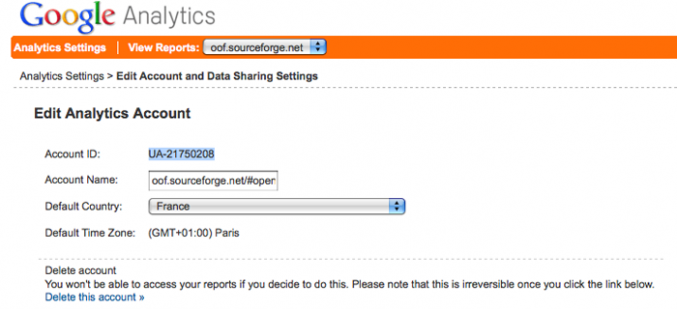 Google Analytics
Analytics Settings | View Reports: oof.sourceforge.net
Analytics Settings > Edit Account and Data Sharing Settings
Edit Analytics Account
Account ID: UA-21750208
Account Name: oof.sourceforge.net/#oper
Default Country: France
Default Time Zone: (GMT+01:00) Paris
Delete account
You won't be able to access your reports if you decide to do this. Please note that this is irreversible once you click the link below.
Delete this account »